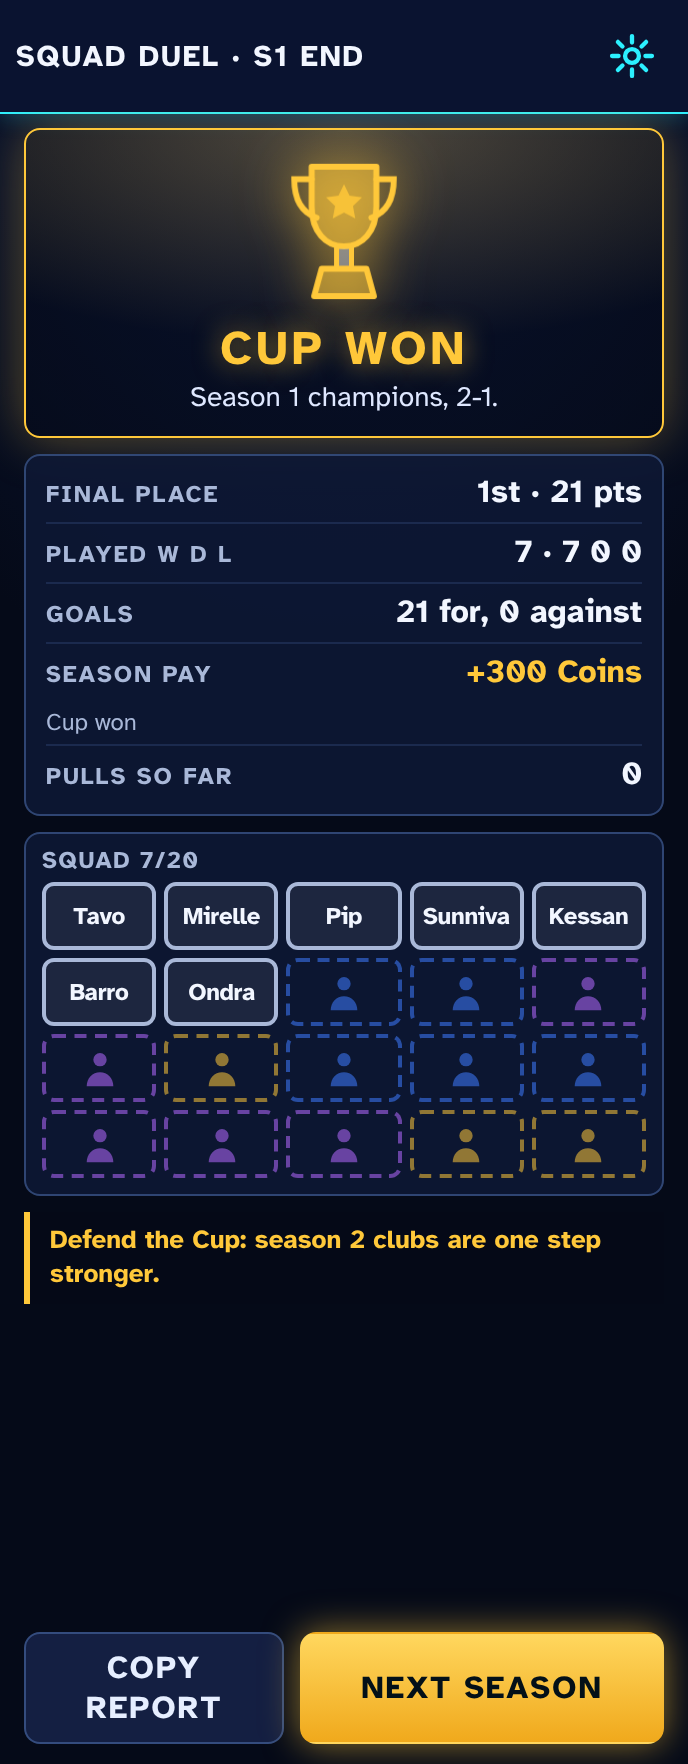 SQUAD DUEL · S1 END
CUP WON
Season 1 champions, 2-1.
FINAL PLACE 1st · 21 pts
PLAYED W D L 7 · 7 0 0
GOALS 21 for, 0 against
SEASON PAY +300 Coins
Cup won
PULLS SO FAR 0
SQUAD 7/20
Tavo Mirelle Pip Sunniva Kessan
Barro Ondra
Defend the Cup: season 2 clubs are one step
stronger.
COPY
REPORT
NEXT SEASON